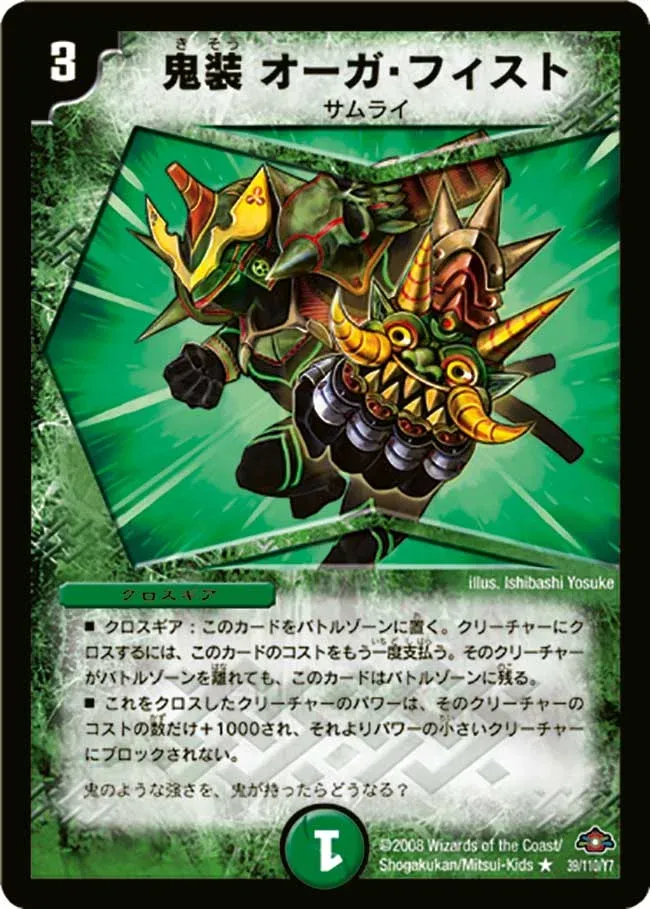 3
きそう
鬼装 オーガ・フィスト
サムライ
illus. Ishibashi Yosuke
クロスギア
■ クロスギア：このカードをバトルゾーンに置く。クリーチャーにク
ロスするには、このカードのコストをもう一度支払う。そのクリーチャー
がバトルゾーンを離れても、このカードはバトルゾーンに残る。
■ これをクロスしたクリーチャーのパワーは、そのクリーチャーの
コストの数だけ＋1000され、それよりパワーの小さいクリーチャー
にブロックされない。
鬼のような強さを、鬼が持ったらどうなる？
1
©2008 Wizards of the Coast/
Shogakukan/Mitsui-Kids ★ 39/110/Y7